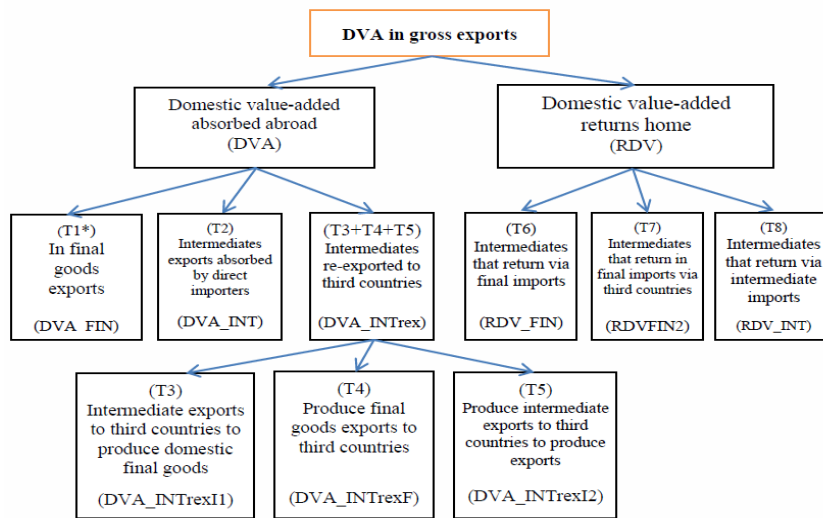 DVA in gross exports
Domestic value-added
absorbed abroad
(DVA)
Domestic value-added
returns home
(RDV)
(T1*)
In final
goods
exports
(DVA_FIN)
(T2)
Intermediates
exports absorbed
by direct
importers
(DVA_INT)
(T3+T4+T5)
Intermediates
re-exported to
third countries
(DVA_INTrex)
(T6)
Intermediates
that return via
final imports
(RDV_FIN)
(T7)
Intermediates
that return in
final imports via
third countries
(RDVFIN2)
(T8)
Intermediates
that return via
intermediate
imports
(RDV_INT)
(T3)
Intermediate exports
to third countries to
produce domestic
final goods
(DVA_INTrexI1)
(T4)
Produce final
goods exports to
third countries
(DVA_INTrexF)
(T5)
Produce intermediate
exports to third
countries to produce
exports
(DVA_INTrexI2)